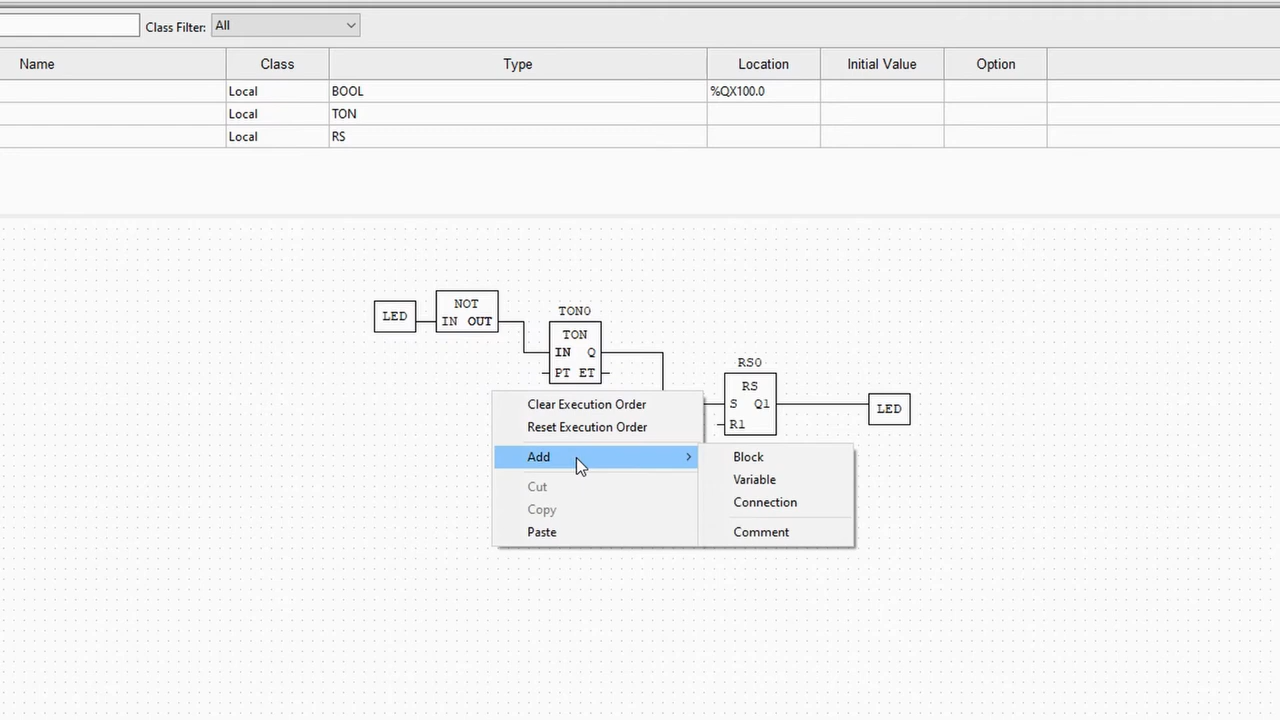 Class Filter: All
Name Class Type Location Initial Value Option
Local BOOL %QX100.0
Local TON
Local RS
LED
NOT
IN OUT
TON0
TON
IN Q
PT ET
RS0
RS
S Q1
R1
LED
Clear Execution Order
Reset Execution Order
Add
Cut
Copy
Paste
Block
Variable
Connection
Comment